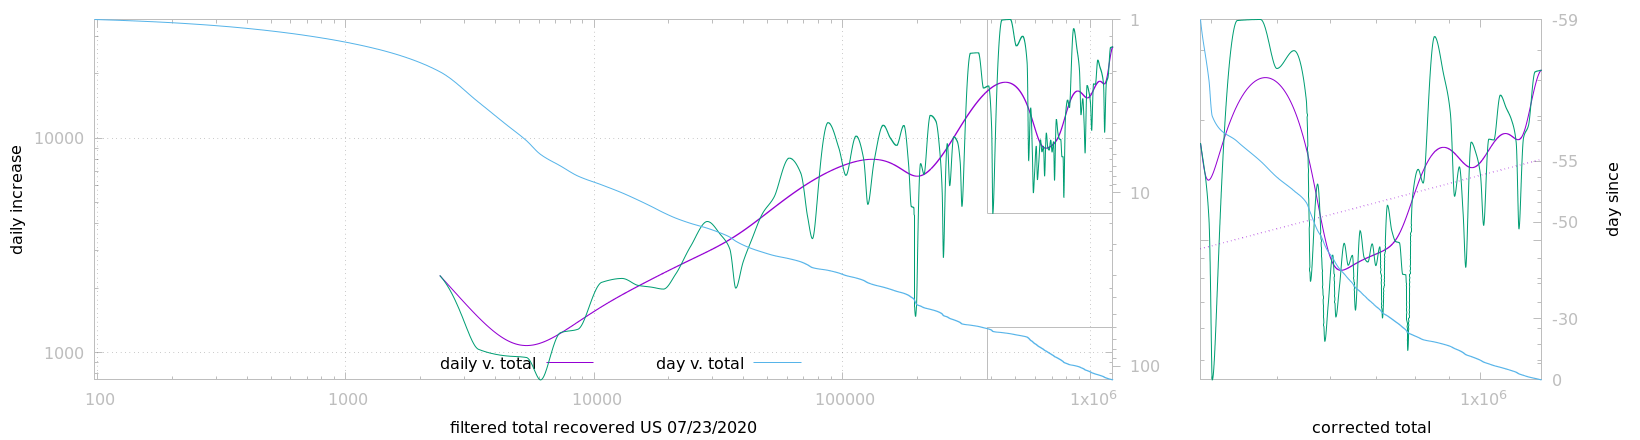 1
-59
10000
daily increase
-55
10
-50
day since
-30
1000
daily v. total
day v. total
100
0
100
1000
10000
100000
1x10⁶
1x10⁶
filtered total recovered US 07/23/2020
corrected total